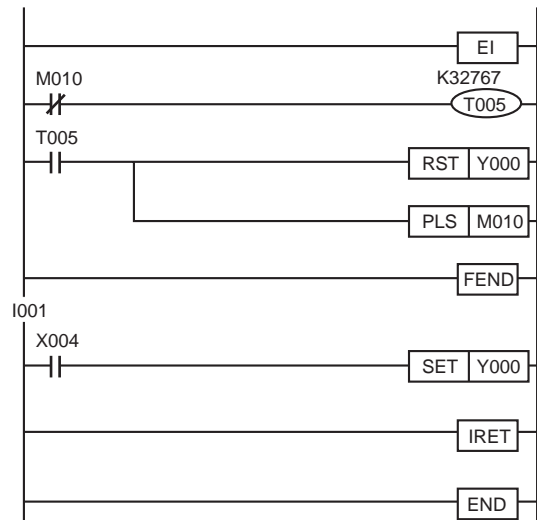 EI
M010
K32767
T005
T005
RST Y000
PLS M010
FEND
I001
X004
SET Y000
IRET
END